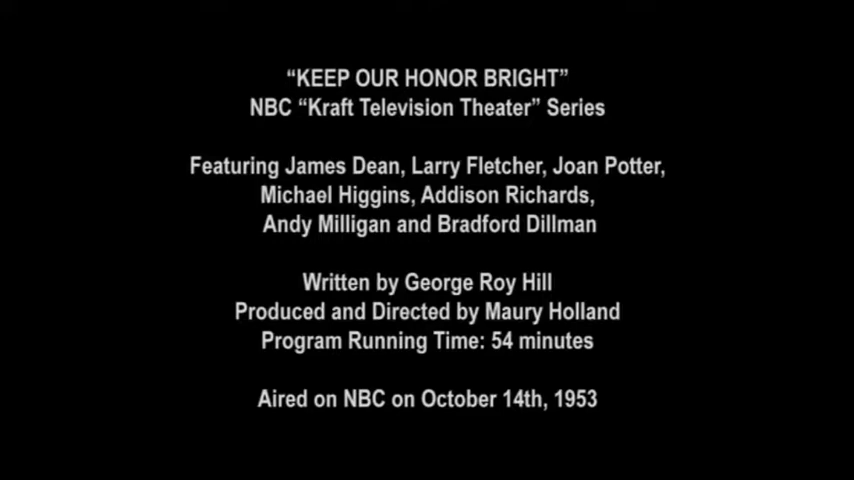 “KEEP OUR HONOR BRIGHT”
NBC “Kraft Television Theater” Series
Featuring James Dean, Larry Fletcher, Joan Potter,
Michael Higgins, Addison Richards,
Andy Milligan and Bradford Dillman
Written by George Roy Hill
Produced and Directed by Maury Holland
Program Running Time: 54 minutes
Aired on NBC on October 14th, 1953